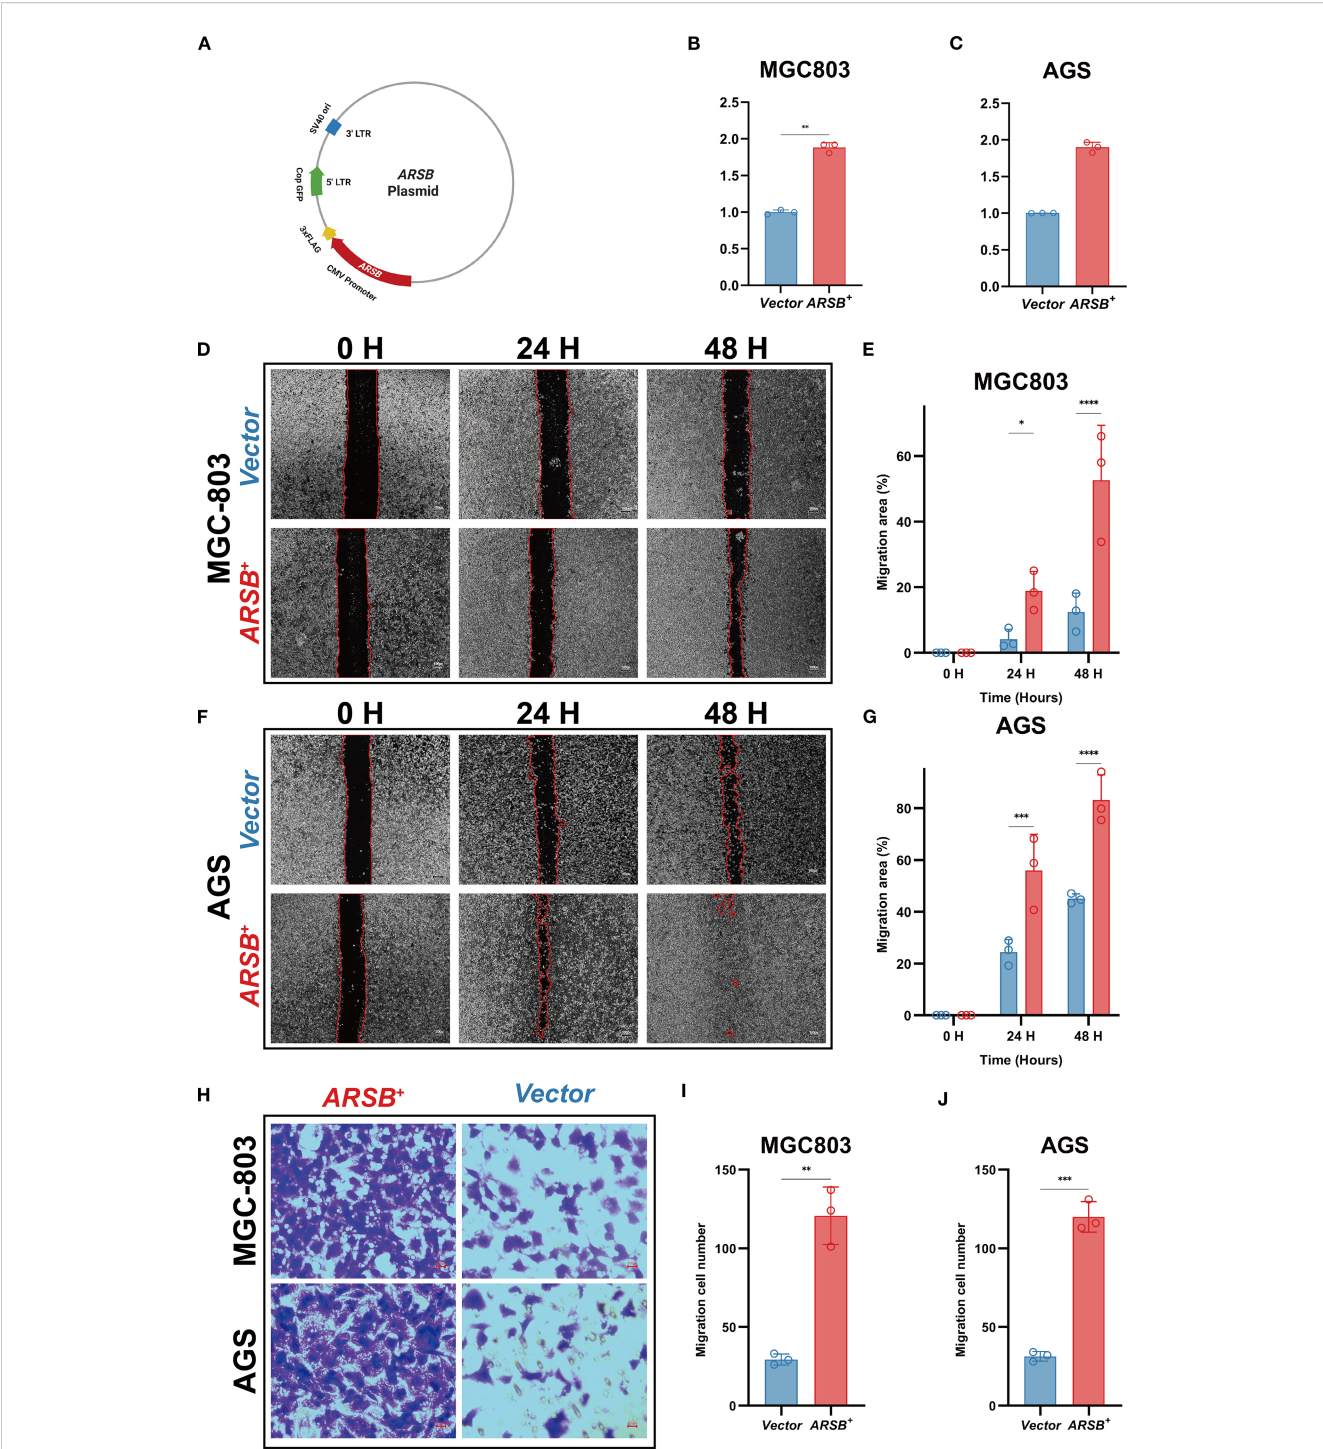 A
SV40 ori
3' LTR
Cop GFP
5' LTR
ARSB
Plasmid
3xFLAG
ARSB
CMV Promoter
B
MGC803
2.5
2.0
1.5
1.0
0.5
0.0
**
Vector ARSB+
C
AGS
2.5
2.0
1.5
1.0
0.5
0.0
Vector ARSB+
D
0 H 24 H 48 H
MGC-803
Vector
ARSB+
E
MGC803
Migration area (%)
60
40
20
0
*
****
0 H 24 H 48 H
Time (Hours)
F
0 H 24 H 48 H
AGS
Vector
ARSB+
G
AGS
Migration area (%)
80
60
40
20
0
***
****
0 H 24 H 48 H
Time (Hours)
H
ARSB+ Vector
MGC-803
AGS
I
MGC803
Migration cell number
150
100
50
0
**
Vector ARSB+
J
AGS
Migration cell number
150
100
50
0
***
Vector ARSB+